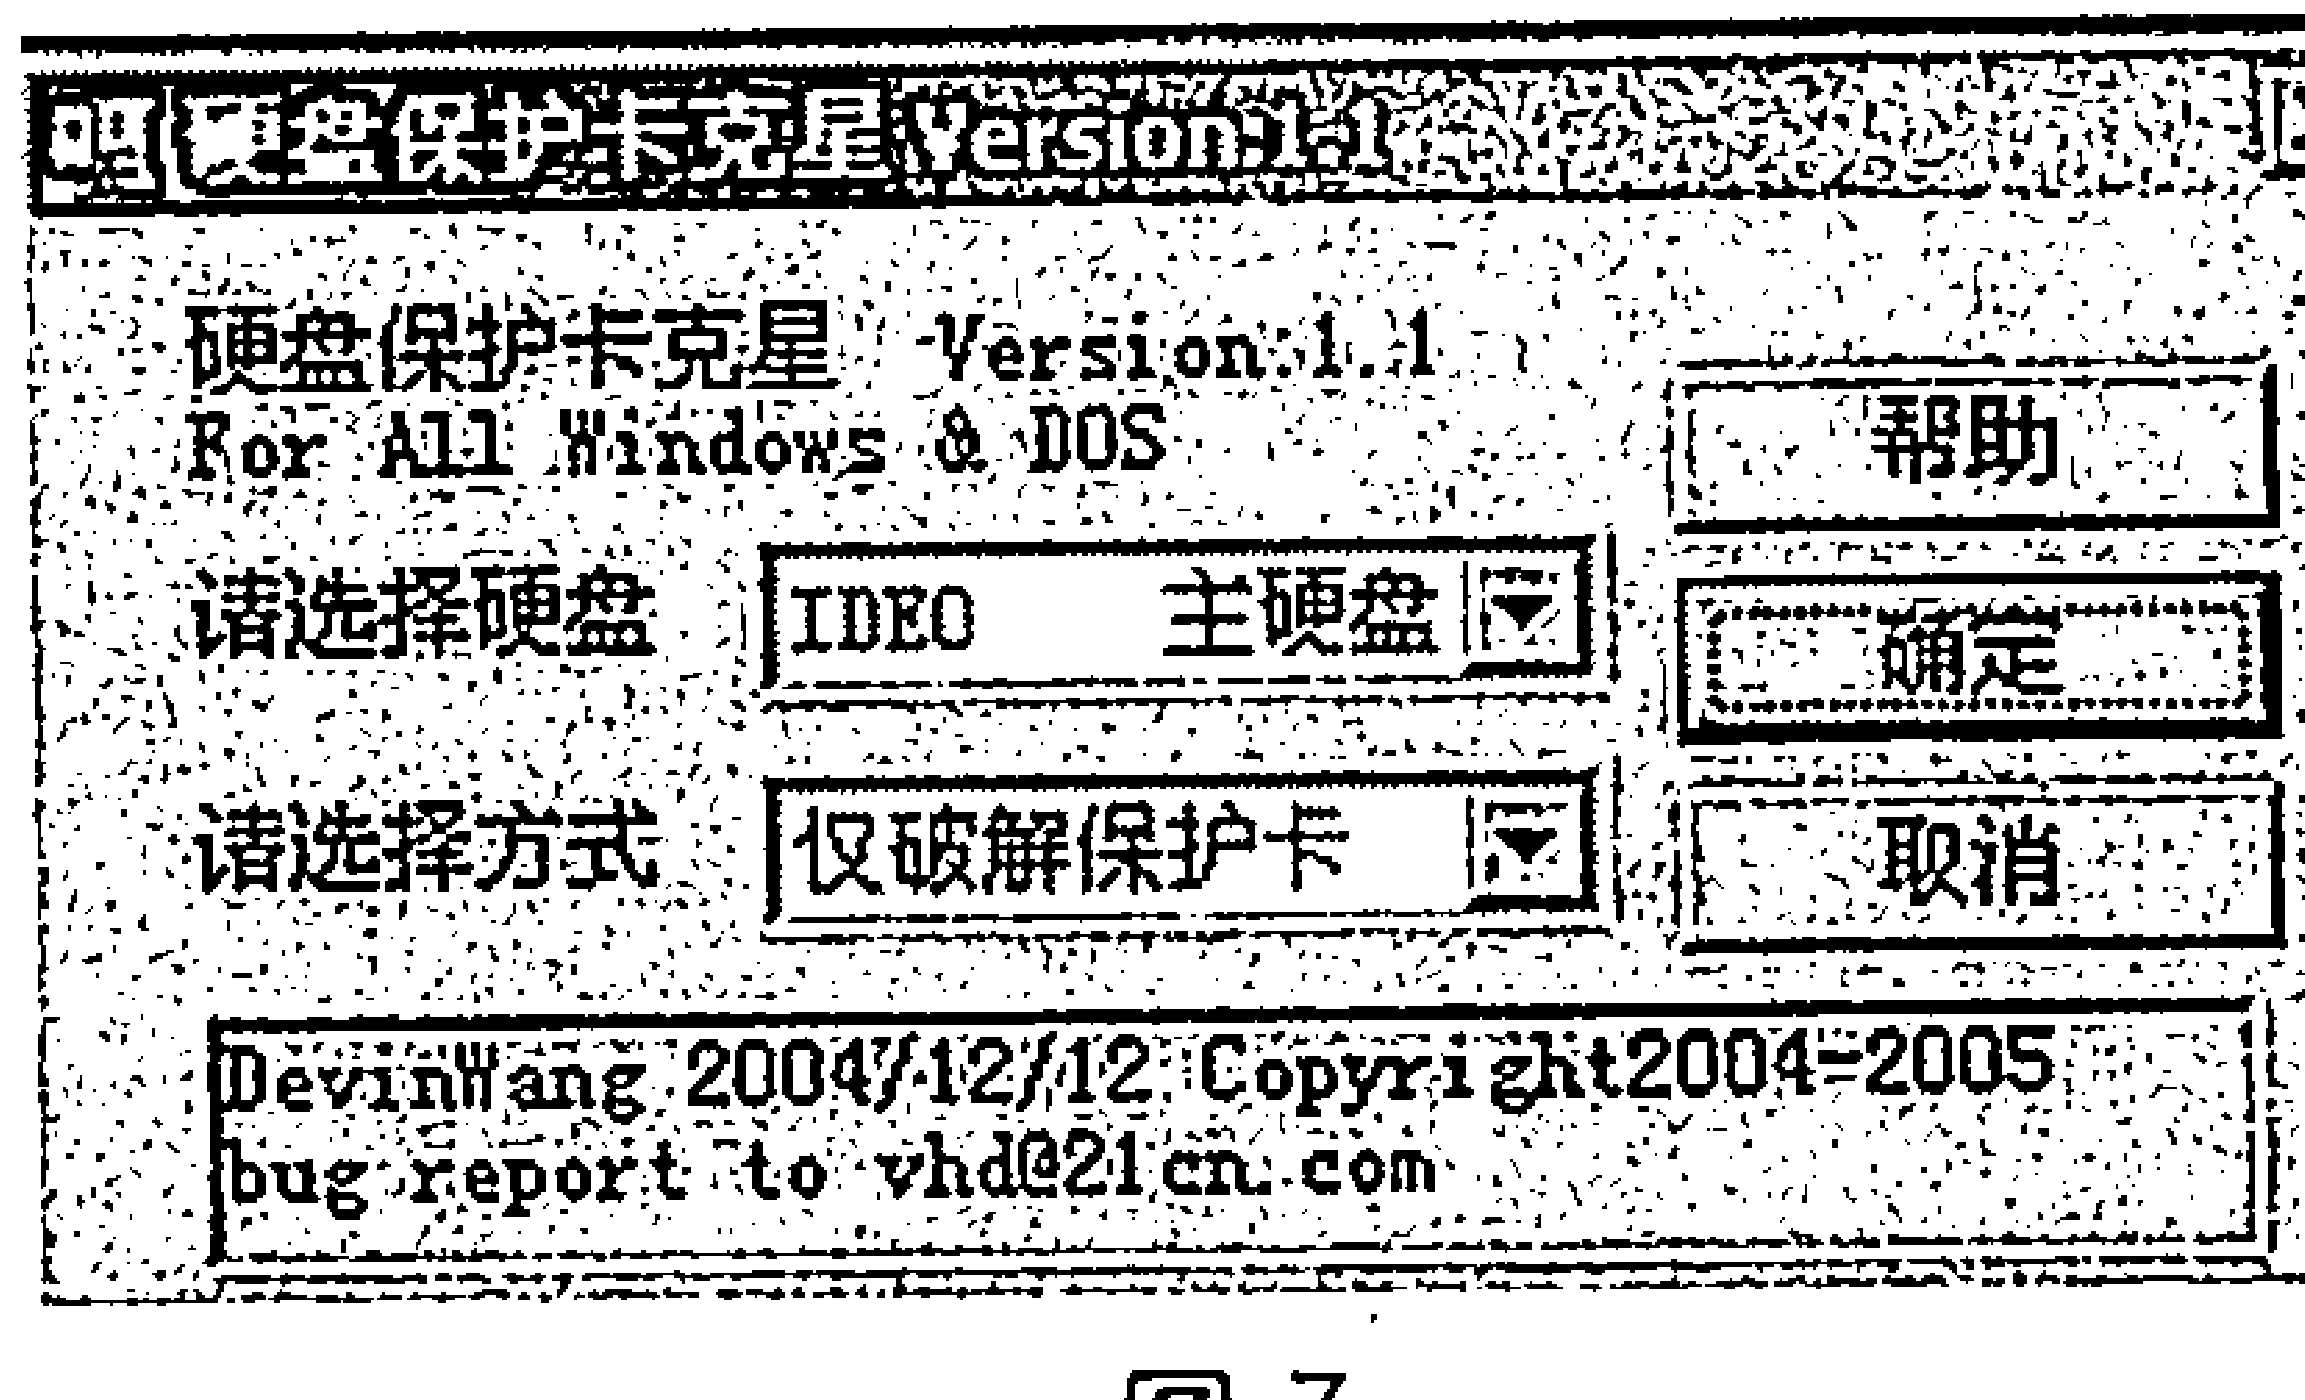 硬盘保护卡克星 Version:1.1
硬盘保护卡克星 Version:1.1
For All Windows & DOS
帮助
请选择硬盘 IDE0 主硬盘
确定
请选择方式 仅破解保护卡
取消
DevinWang 2004/12/12 Copyright2004-2005
bug report to vhd@21cn.com